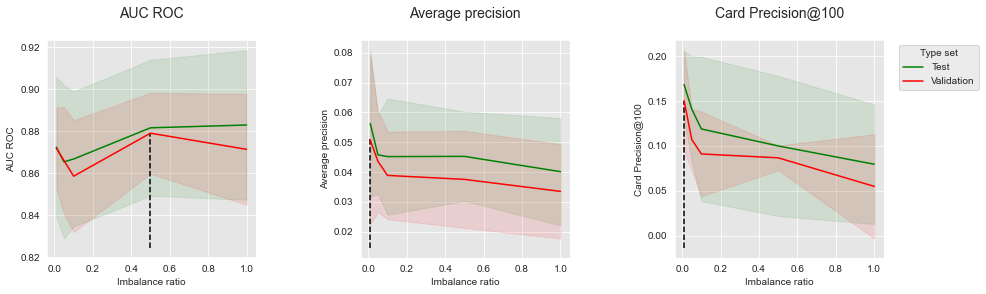 AUC ROC
Average precision
Card Precision@100
0.92
0.90
0.88
0.86
0.84
0.82
AUC ROC
0.0 0.2 0.4 0.6 0.8 1.0
Imbalance ratio
0.08
0.07
0.06
0.05
0.04
0.03
0.02
Average precision
0.0 0.2 0.4 0.6 0.8 1.0
Imbalance ratio
0.20
0.15
0.10
0.05
0.00
Card Precision@100
0.0 0.2 0.4 0.6 0.8 1.0
Imbalance ratio
Type set
Test
Validation